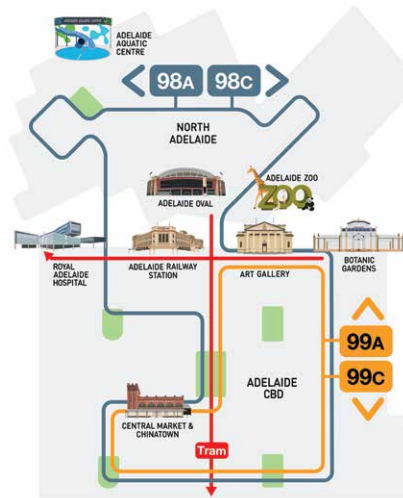 ADELAIDE
AQUATIC
CENTRE
98A
98C
NORTH
ADELAIDE
ADELAIDE OVAL
ADELAIDE ZOO
ZOO
ROYAL
ADELAIDE
HOSPITAL
ADELAIDE RAILWAY
STATION
ART GALLERY
BOTANIC
GARDENS
99A
99C
ADELAIDE
CBD
CENTRAL MARKET &
CHINATOWN
Tram